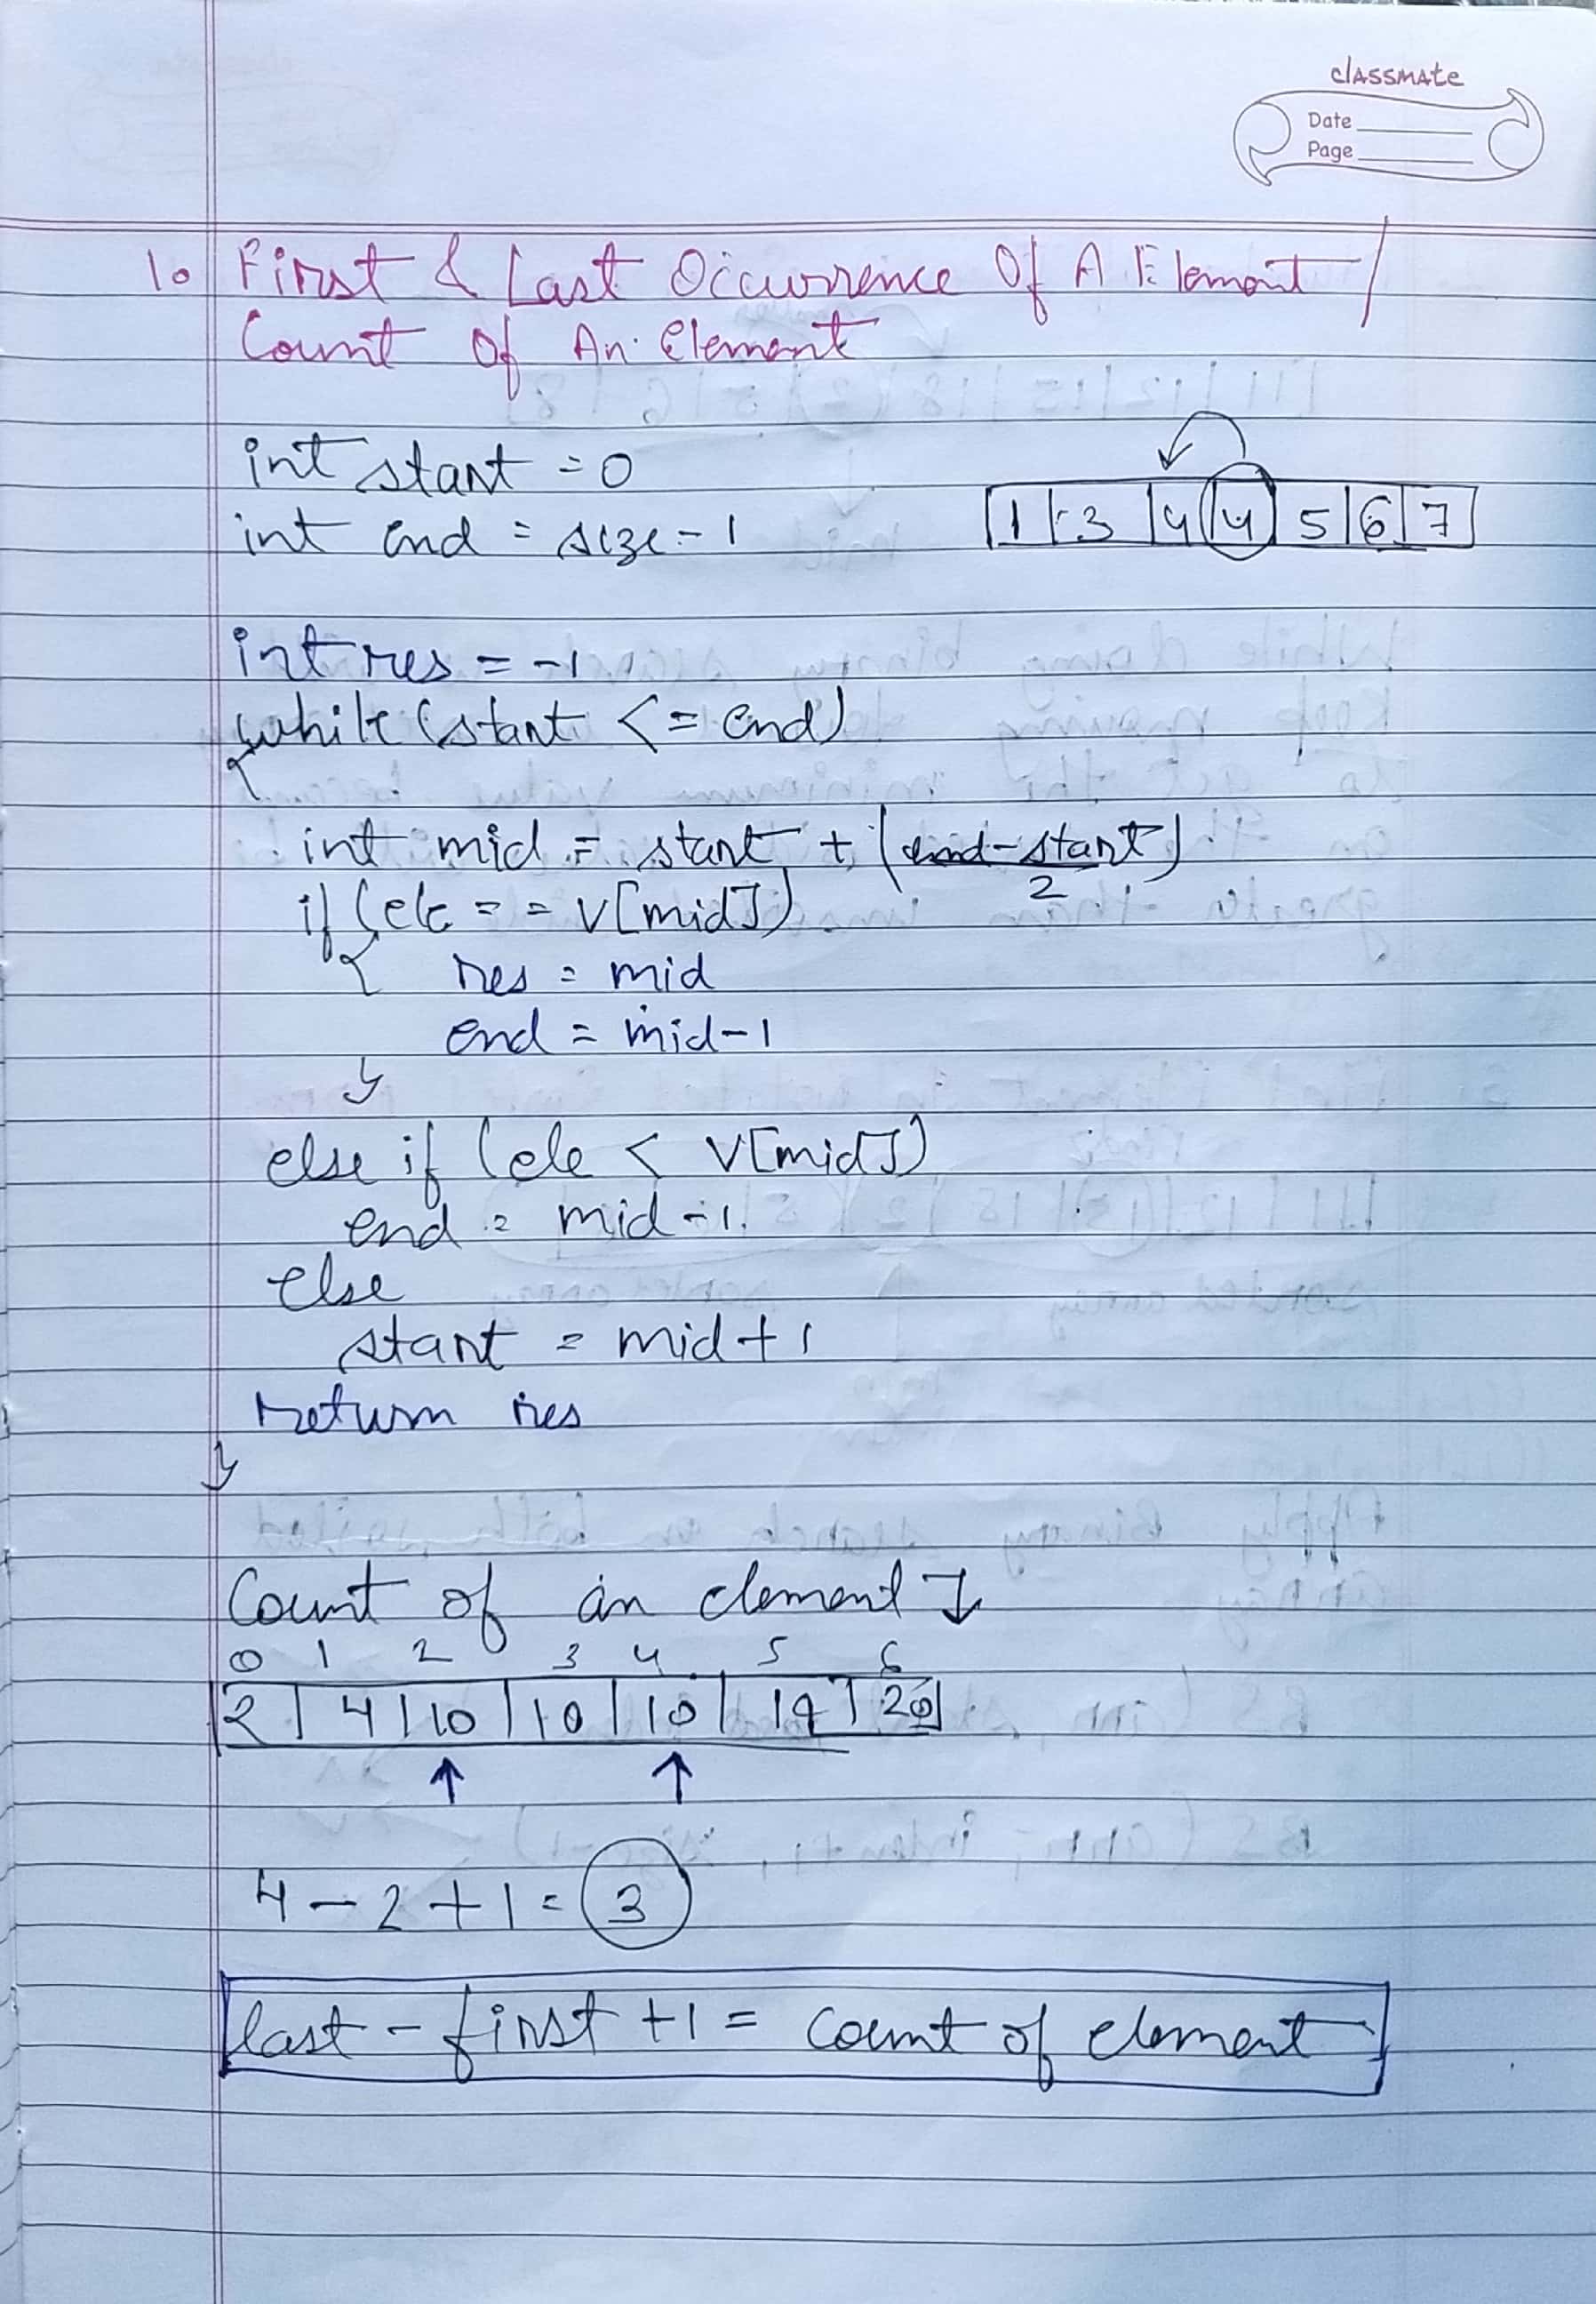 classmate
Date
Page
1. First & Last Occurrence Of A Element /
Count Of An Element
int start = 0
int end = size - 1
1 | 3 | 4 | 4 | 5 | 6 | 7
int res = -1
while (start <= end)
{
int mid = start + (end-start)
2
if (ele == v[mid])
{ res = mid
end = mid-1
}
else if (ele < v[mid])
end = mid-1.
else
start = mid+1
return res
}
Count of an element ↓
0 1 2 3 4 5 6
2 | 4 | 10 | 10 | 10 | 19 | 20
↑ ↑
4 - 2 + 1 = 3
last - first + 1 = count of element